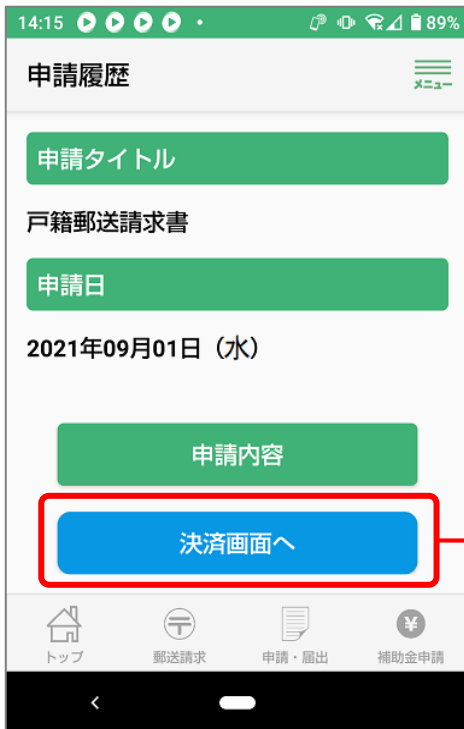 14:15 89%
申請履歴
メニュー
申請タイトル
戸籍郵送請求書
申請日
2021年09月01日（水）
申請内容
決済画面へ
トップ 郵送請求 申請・届出 補助金申請